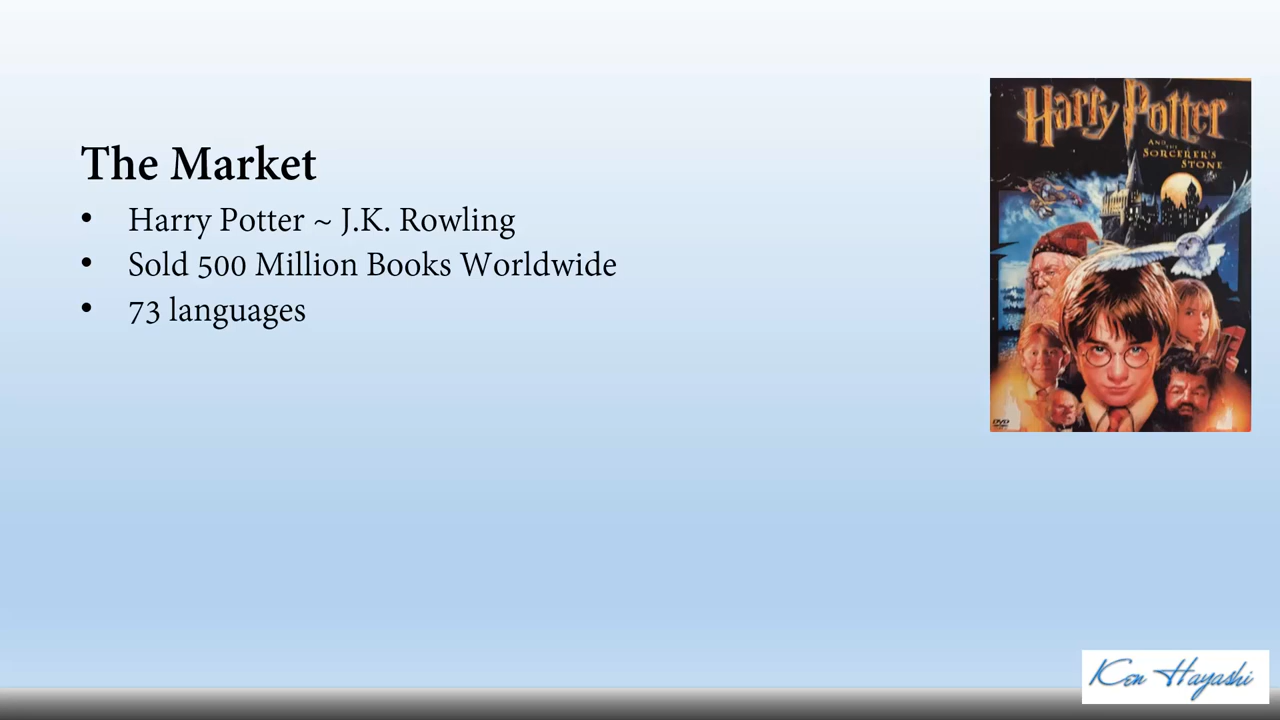 The Market
• Harry Potter ~ J.K. Rowling
• Sold 500 Million Books Worldwide
• 73 languages
Harry Potter
AND THE
SORCERER'S
STONE
DVD
Ken Hayashi